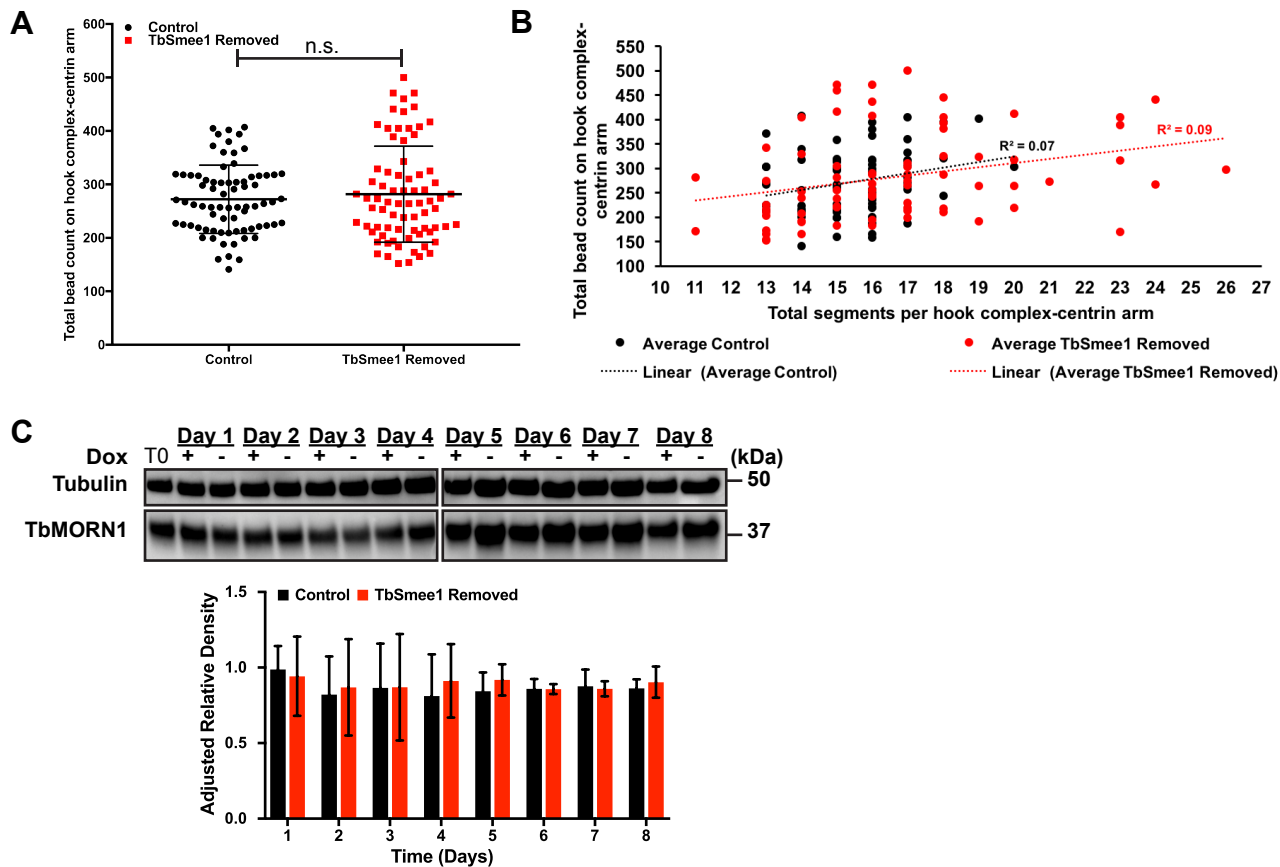 A
Total bead count on hook complex-centrin arm
600
500
400
300
200
100
0
Control
TbSmee1 Removed
n.s.
Control
TbSmee1 Removed
B
Total bead count on hook complex-
centrin arm
550
500
450
400
350
300
250
200
150
100
R² = 0.07
R² = 0.09
10 11 12 13 14 15 16 17 18 19 20 21 22 23 24 25 26 27
Total segments per hook complex-centrin arm
Average Control
Average TbSmee1 Removed
Linear (Average Control)
Linear (Average TbSmee1 Removed)
C
Day 1 Day 2 Day 3 Day 4 Day 5 Day 6 Day 7 Day 8
Dox T0 + - + - + - + - + - + - + - + - (kDa)
Tubulin
50
TbMORN1
37
Adjusted Relative Density
1.5
1.0
0.5
0.0
Control
TbSmee1 Removed
1 2 3 4 5 6 7 8
Time (Days)